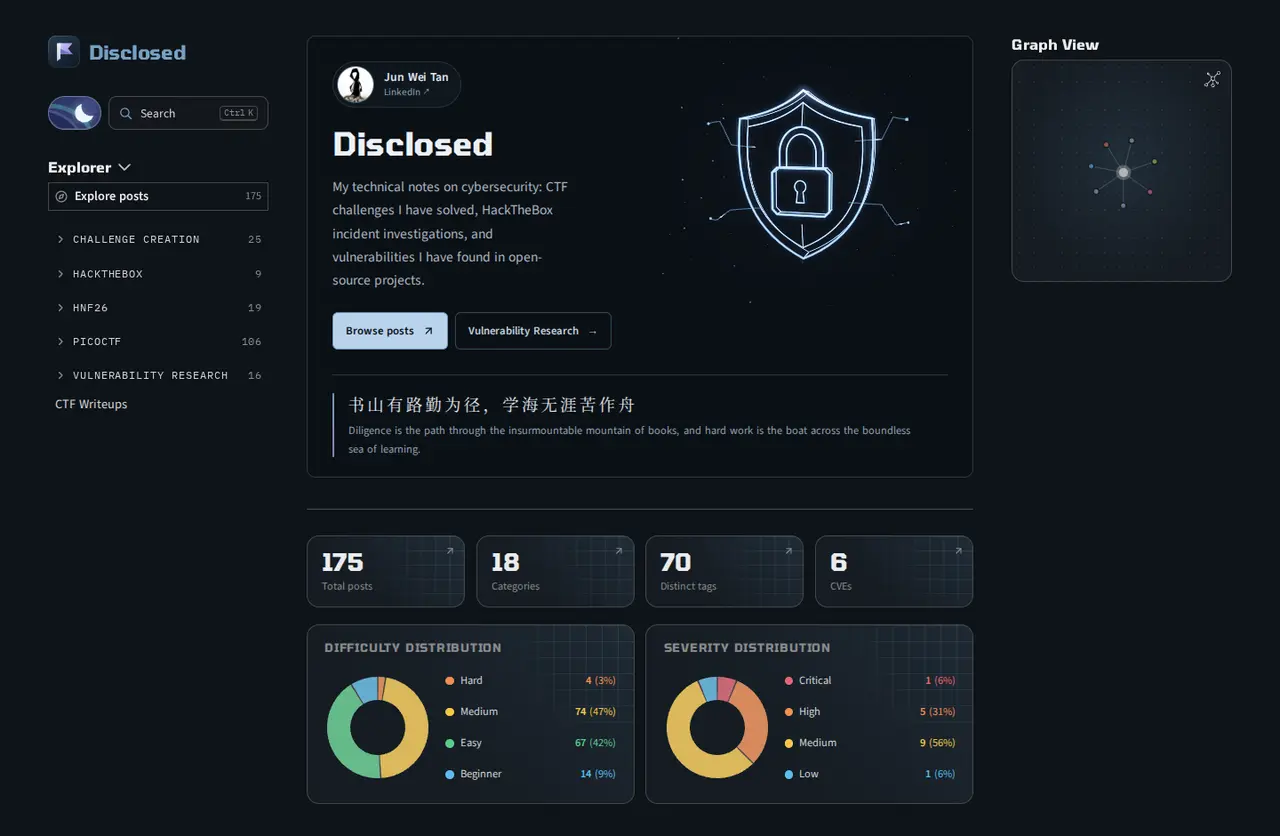 Disclosed
Search
Ctrl K
Explorer
Explore posts 175
CHALLENGE CREATION 25
HACKTHEBOX 9
HNF26 19
PICOCTF 106
VULNERABILITY RESEARCH 16
CTF Writeups
Jun Wei Tan
LinkedIn ↗
Disclosed
My technical notes on cybersecurity: CTF
challenges I have solved, HackTheBox
incident investigations, and
vulnerabilities I have found in open-
source projects.
Browse posts ↗
Vulnerability Research →
书山有路勤为径，学海无涯苦作舟
Diligence is the path through the insurmountable mountain of books, and hard work is the boat across the boundless
sea of learning.
175
Total posts
18
Categories
70
Distinct tags
6
CVEs
DIFFICULTY DISTRIBUTION
Hard 4 (3%)
Medium 74 (47%)
Easy 67 (42%)
Beginner 14 (9%)
SEVERITY DISTRIBUTION
Critical 1 (6%)
High 5 (31%)
Medium 9 (56%)
Low 1 (6%)
Graph View